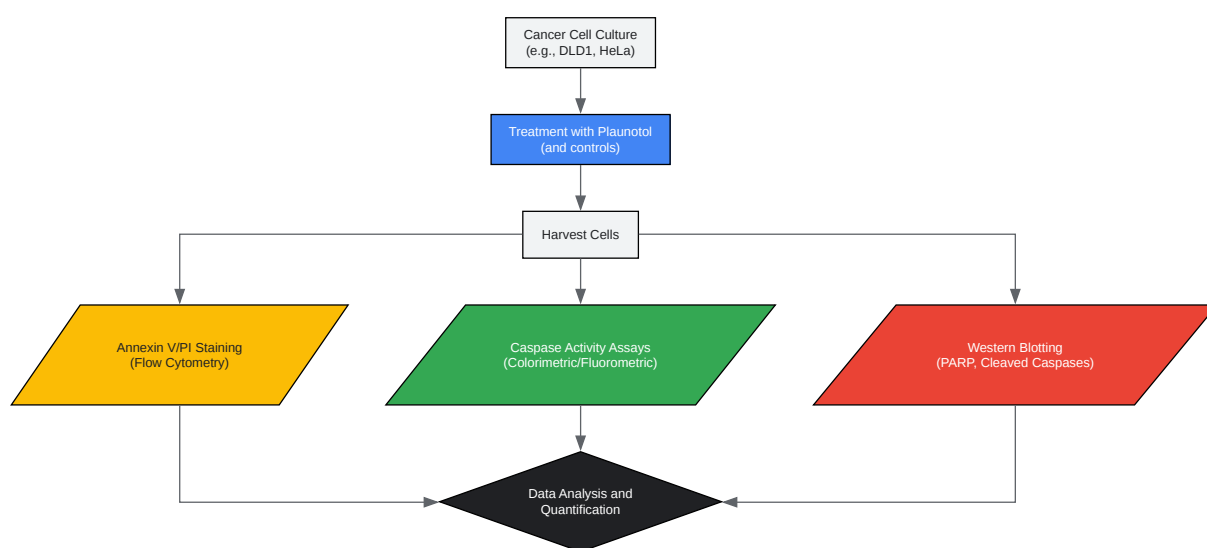 Cancer Cell Culture
(e.g., DLD1, HeLa)
Treatment with Plaunotol
(and controls)
Harvest Cells
Annexin V/PI Staining
(Flow Cytometry)
Caspase Activity Assays
(Colorimetric/Fluorometric)
Western Blotting
(PARP, Cleaved Caspases)
Data Analysis and
Quantification